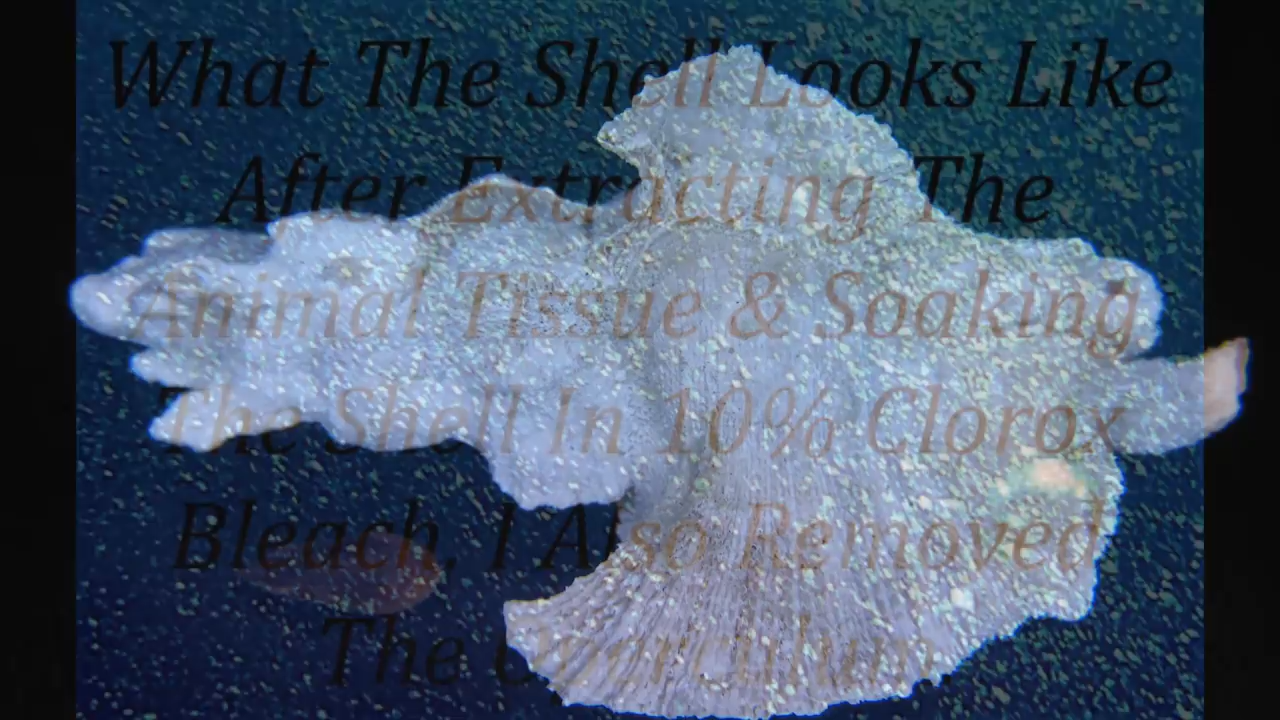 What The Shell Looks Like
After Extracting The
Animal Tissue & Soaking
The Shell In 10% Clorox
Bleach. I Also Removed
The Operculum